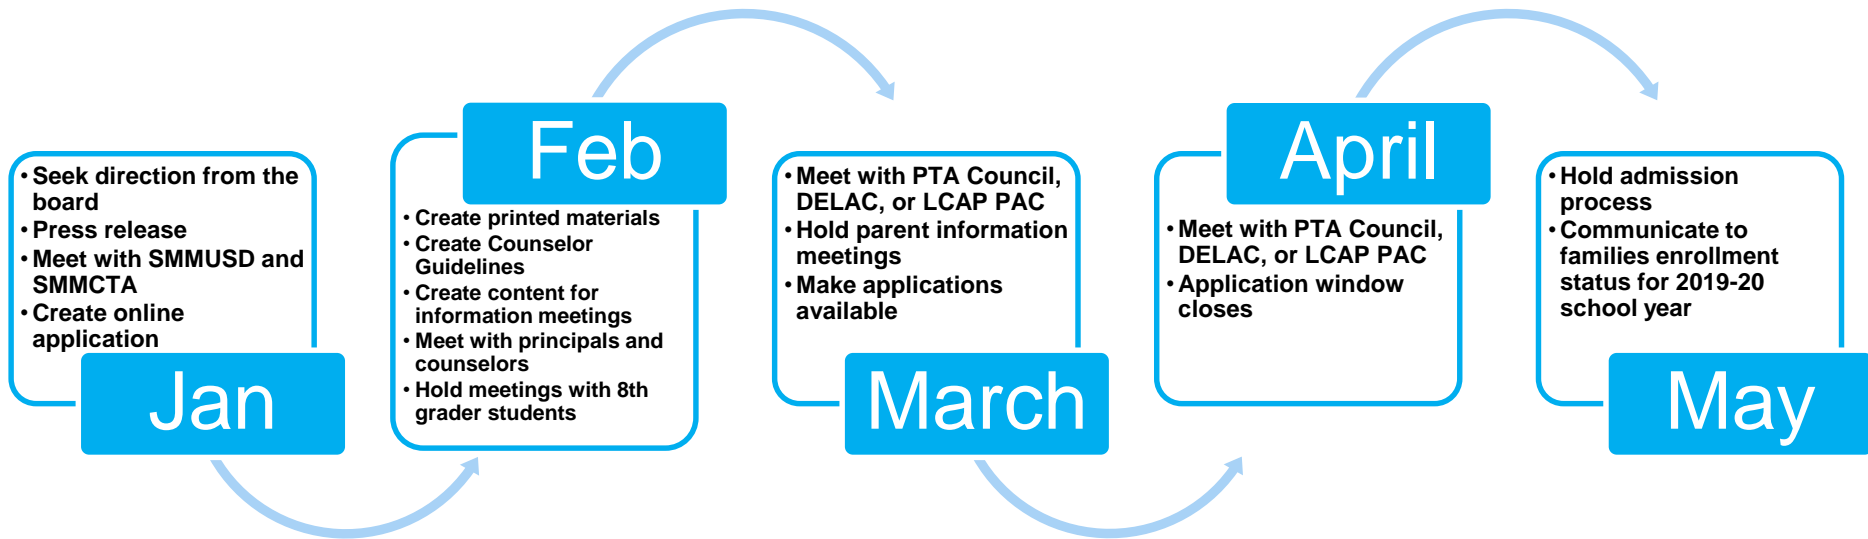 • Seek direction from the
board
• Press release
• Meet with SMMUSD and
SMMCTA
• Create online
application
Jan
Feb
• Create printed materials
• Create Counselor
Guidelines
• Create content for
information meetings
• Meet with principals and
counselors
• Hold meetings with 8th
grader students
• Meet with PTA Council,
DELAC, or LCAP PAC
• Hold parent information
meetings
• Make applications
available
March
April
• Meet with PTA Council,
DELAC, or LCAP PAC
• Application window
closes
• Hold admission
process
• Communicate to
families enrollment
status for 2019-20
school year
May